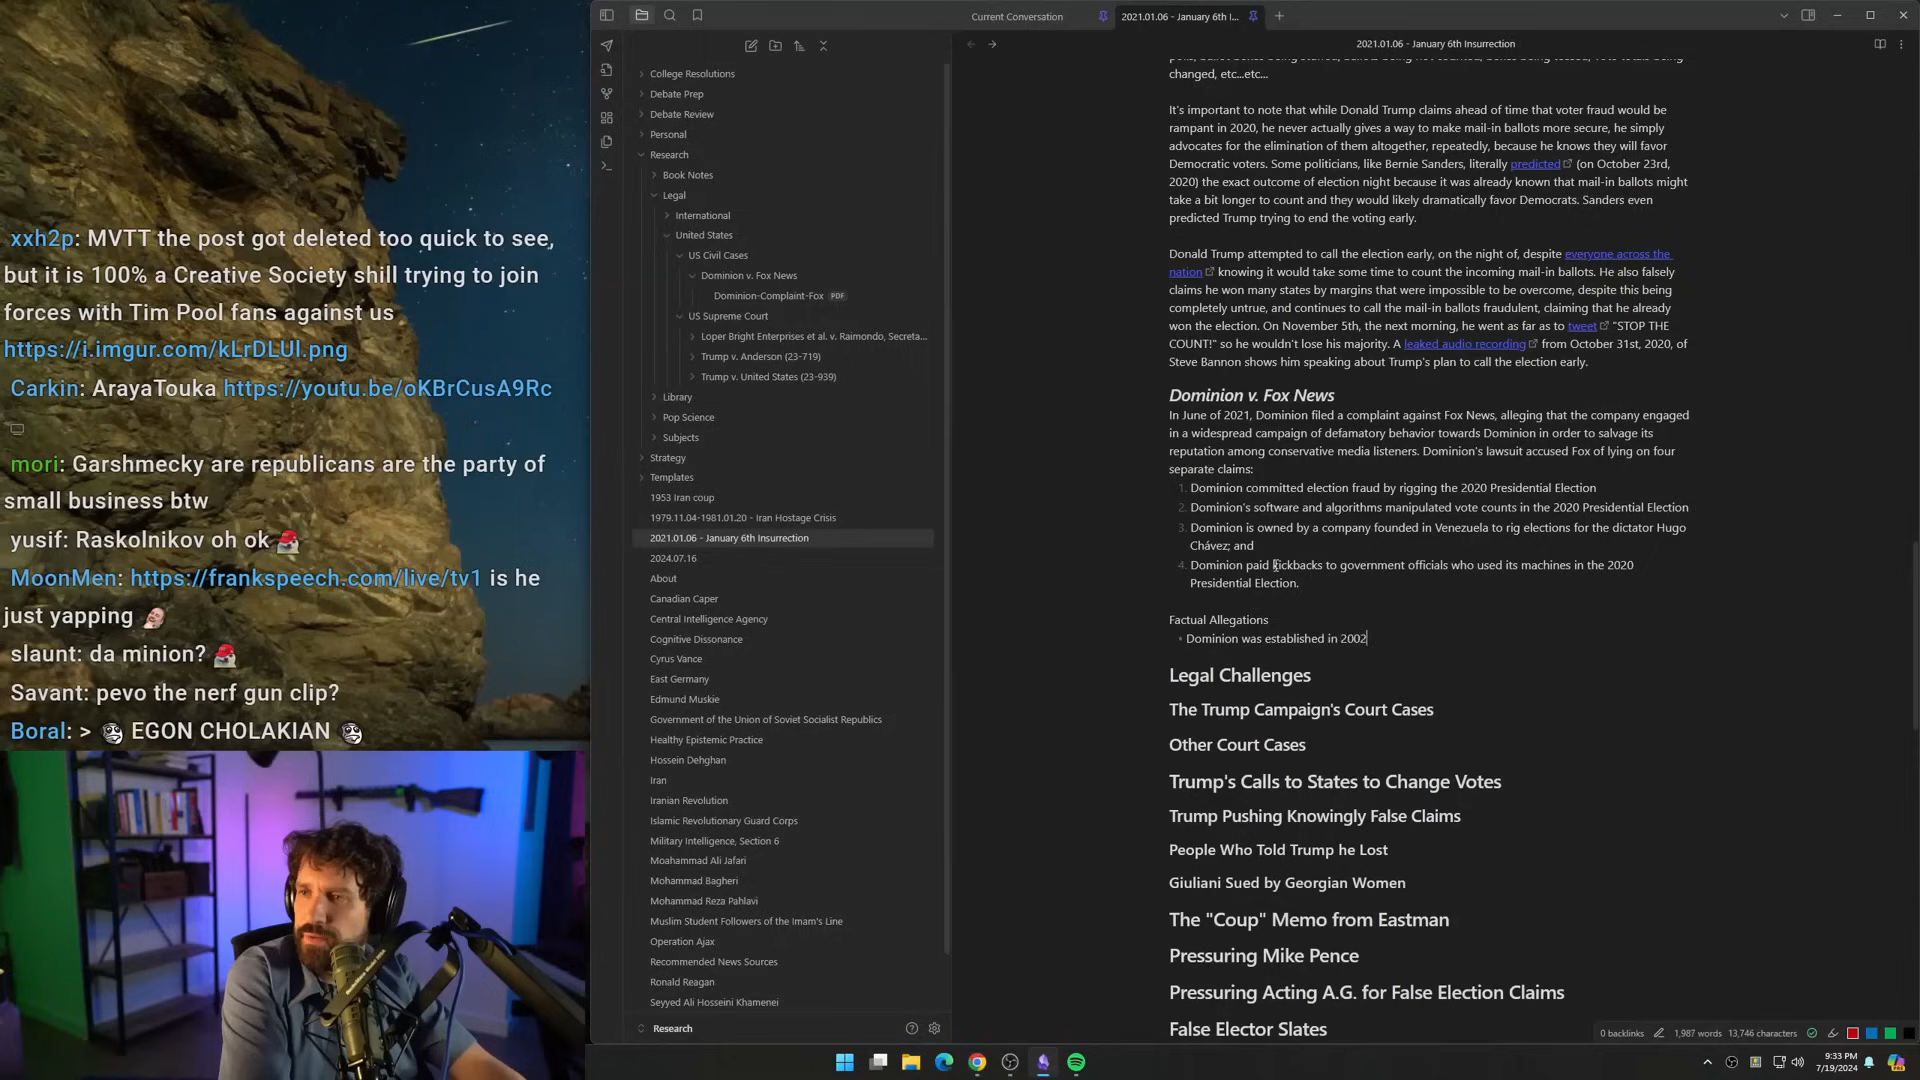 xxh2p: MVTT the post got deleted too quick to see,
but it is 100% a Creative Society shill trying to join
forces with Tim Pool fans against us
https://i.imgur.com/kLrDLUl.png
Carkin: ArayaTouka https://youtu.be/oKBrCusA9Rc
mori: Garshmecky are republicans are the party of
small business btw
yusif: Raskolnikov oh ok
MoonMen: https://frankspeech.com/live/tv1 is he
just yapping
slaunt: da minion?
Savant: pevo the nerf gun clip?
Boral: > EGON CHOLAKIAN
College Resolutions
Debate Prep
Debate Review
Personal
Research
Book Notes
Legal
International
United States
US Civil Cases
Dominion v. Fox News
Dominion-Complaint-Fox PDF
US Supreme Court
Loper Bright Enterprises et al. v. Raimondo, Secreta...
Trump v. Anderson (23-719)
Trump v. United States (23-939)
Library
Pop Science
Subjects
Strategy
Templates
1953 Iran coup
1979.11.04-1981.01.20 - Iran Hostage Crisis
2021.01.06 - January 6th Insurrection
2024.07.16
About
Canadian Caper
Central Intelligence Agency
Cognitive Dissonance
Cyrus Vance
East Germany
Edmund Muskie
Government of the Union of Soviet Socialist Republics
Healthy Epistemic Practice
Hossein Dehghan
Iran
Iranian Revolution
Islamic Revolutionary Guard Corps
Military Intelligence, Section 6
Moahammad Ali Jafari
Mohammad Bagheri
Mohammad Reza Pahlavi
Muslim Student Followers of the Imam's Line
Operation Ajax
Recommended News Sources
Ronald Reagan
Seyyed Ali Hosseini Khamenei
Research
Current Conversation
2021.01.06 - January 6th I...
2021.01.06 - January 6th Insurrection
changed, etc...etc...
It's important to note that while Donald Trump claims ahead of time that voter fraud would be
rampant in 2020, he never actually gives a way to make mail-in ballots more secure, he simply
advocates for the elimination of them altogether, repeatedly, because he knows they will favor
Democratic voters. Some politicians, like Bernie Sanders, literally predicted (on October 23rd,
2020) the exact outcome of election night because it was already known that mail-in ballots might
take a bit longer to count and they would likely dramatically favor Democrats. Sanders even
predicted Trump trying to end the voting early.
Donald Trump attempted to call the election early, on the night of, despite everyone across the
nation knowing it would take some time to count the incoming mail-in ballots. He also falsely
claims he won many states by margins that were impossible to be overcome, despite this being
completely untrue, and continues to call the mail-in ballots fraudulent, claiming that he already
won the election. On November 5th, the next morning, he went as far as to tweet "STOP THE
COUNT!" so he wouldn't lose his majority. A leaked audio recording from October 31st, 2020, of
Steve Bannon shows him speaking about Trump's plan to call the election early.
Dominion v. Fox News
In June of 2021, Dominion filed a complaint against Fox News, alleging that the company engaged
in a widespread campaign of defamatory behavior towards Dominion in order to salvage its
reputation among conservative media listeners. Dominion's lawsuit accused Fox of lying on four
separate claims:
1. Dominion committed election fraud by rigging the 2020 Presidential Election
2. Dominion's software and algorithms manipulated vote counts in the 2020 Presidential Election
3. Dominion is owned by a company founded in Venezuela to rig elections for the dictator Hugo
Chávez; and
4. Dominion paid kickbacks to government officials who used its machines in the 2020
Presidential Election.
Factual Allegations
• Dominion was established in 2002
Legal Challenges
The Trump Campaign's Court Cases
Other Court Cases
Trump's Calls to States to Change Votes
Trump Pushing Knowingly False Claims
People Who Told Trump he Lost
Giuliani Sued by Georgian Women
The "Coup" Memo from Eastman
Pressuring Mike Pence
Pressuring Acting A.G. for False Election Claims
False Elector Slates
0 backlinks
1,987 words 13,746 characters
9:33 PM
7/19/2024